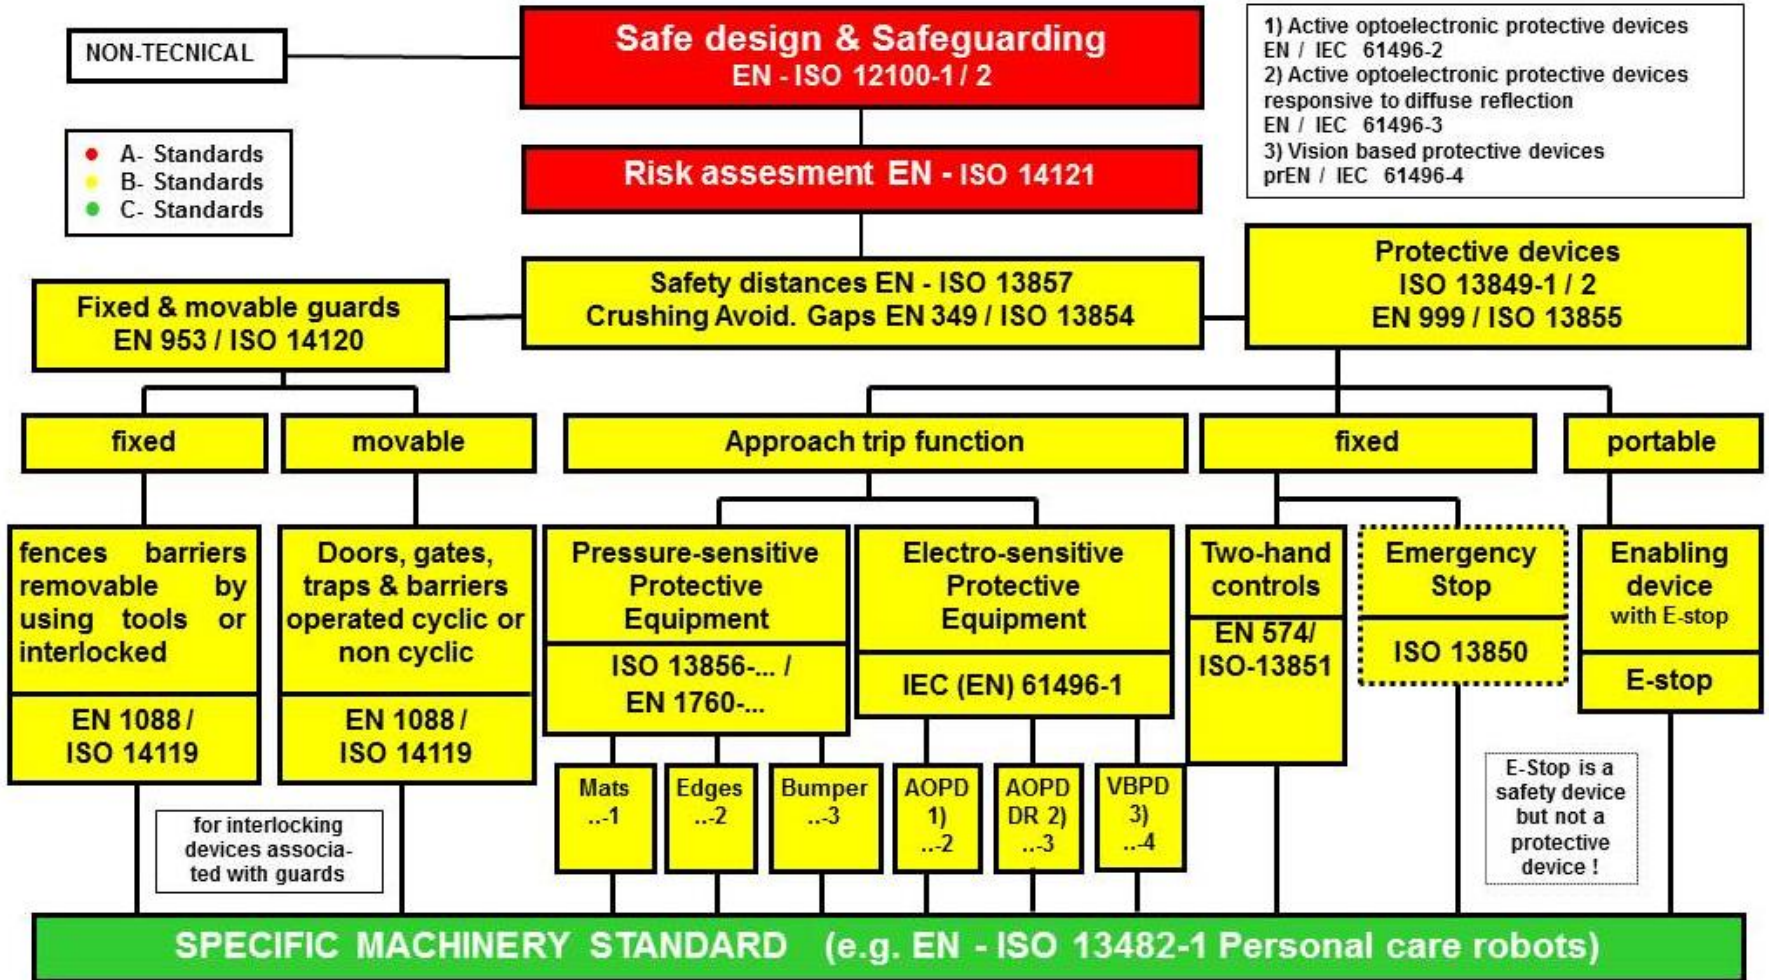 NON-TECNICAL
Safe design & Safeguarding
EN - ISO 12100-1 / 2
1) Active optoelectronic protective devices
EN / IEC 61496-2
2) Active optoelectronic protective devices
responsive to diffuse reflection
EN / IEC 61496-3
3) Vision based protective devices
prEN / IEC 61496-4
A- Standards
B- Standards
C- Standards
Risk assesment EN - ISO 14121
Fixed & movable guards
EN 953 / ISO 14120
Safety distances EN - ISO 13857
Crushing Avoid. Gaps EN 349 / ISO 13854
Protective devices
ISO 13849-1 / 2
EN 999 / ISO 13855
fixed
movable
Approach trip function
fixed
portable
fences barriers
removable by
using tools or
interlocked
EN 1088 /
ISO 14119
Doors, gates,
traps & barriers
operated cyclic or
non cyclic
EN 1088 /
ISO 14119
Pressure-sensitive
Protective
Equipment
ISO 13856-... /
EN 1760-...
Electro-sensitive
Protective
Equipment
IEC (EN) 61496-1
Two-hand
controls
EN 574/
ISO-13851
Emergency
Stop
ISO 13850
Enabling
device
with E-stop
E-stop
Mats
..-1
Edges
..-2
Bumper
..-3
AOPD
1)
..-2
AOPD
DR 2)
..-3
VBPD
3)
..-4
for interlocking
devices associa-
ted with guards
E-Stop is a
safety device
but not a
protective
device !
SPECIFIC MACHINERY STANDARD (e.g. EN - ISO 13482-1 Personal care robots)